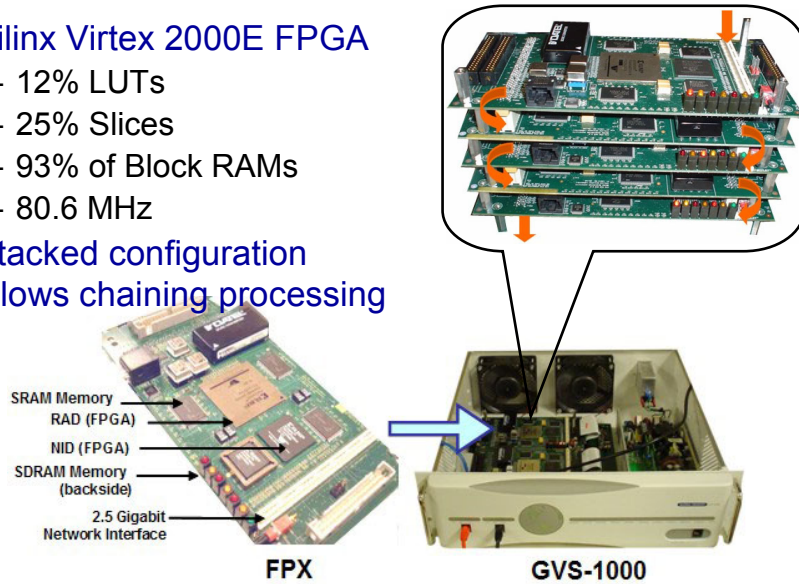 ilinx Virtex 2000E FPGA
- 12% LUTs
- 25% Slices
- 93% of Block RAMs
- 80.6 MHz
tacked configuration
llows chaining processing
SRAM Memory
RAD (FPGA)
NID (FPGA)
SDRAM Memory
(backside)
2.5 Gigabit
Network Interface
FPX
GVS-1000